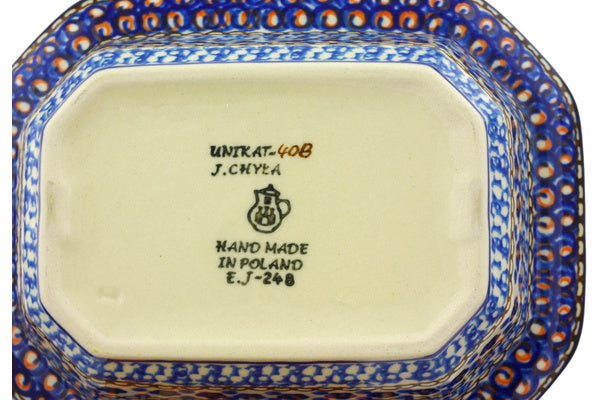 UNIKAT-40B
J. CHYŁA
HAND MADE
IN POLAND
E.J-248